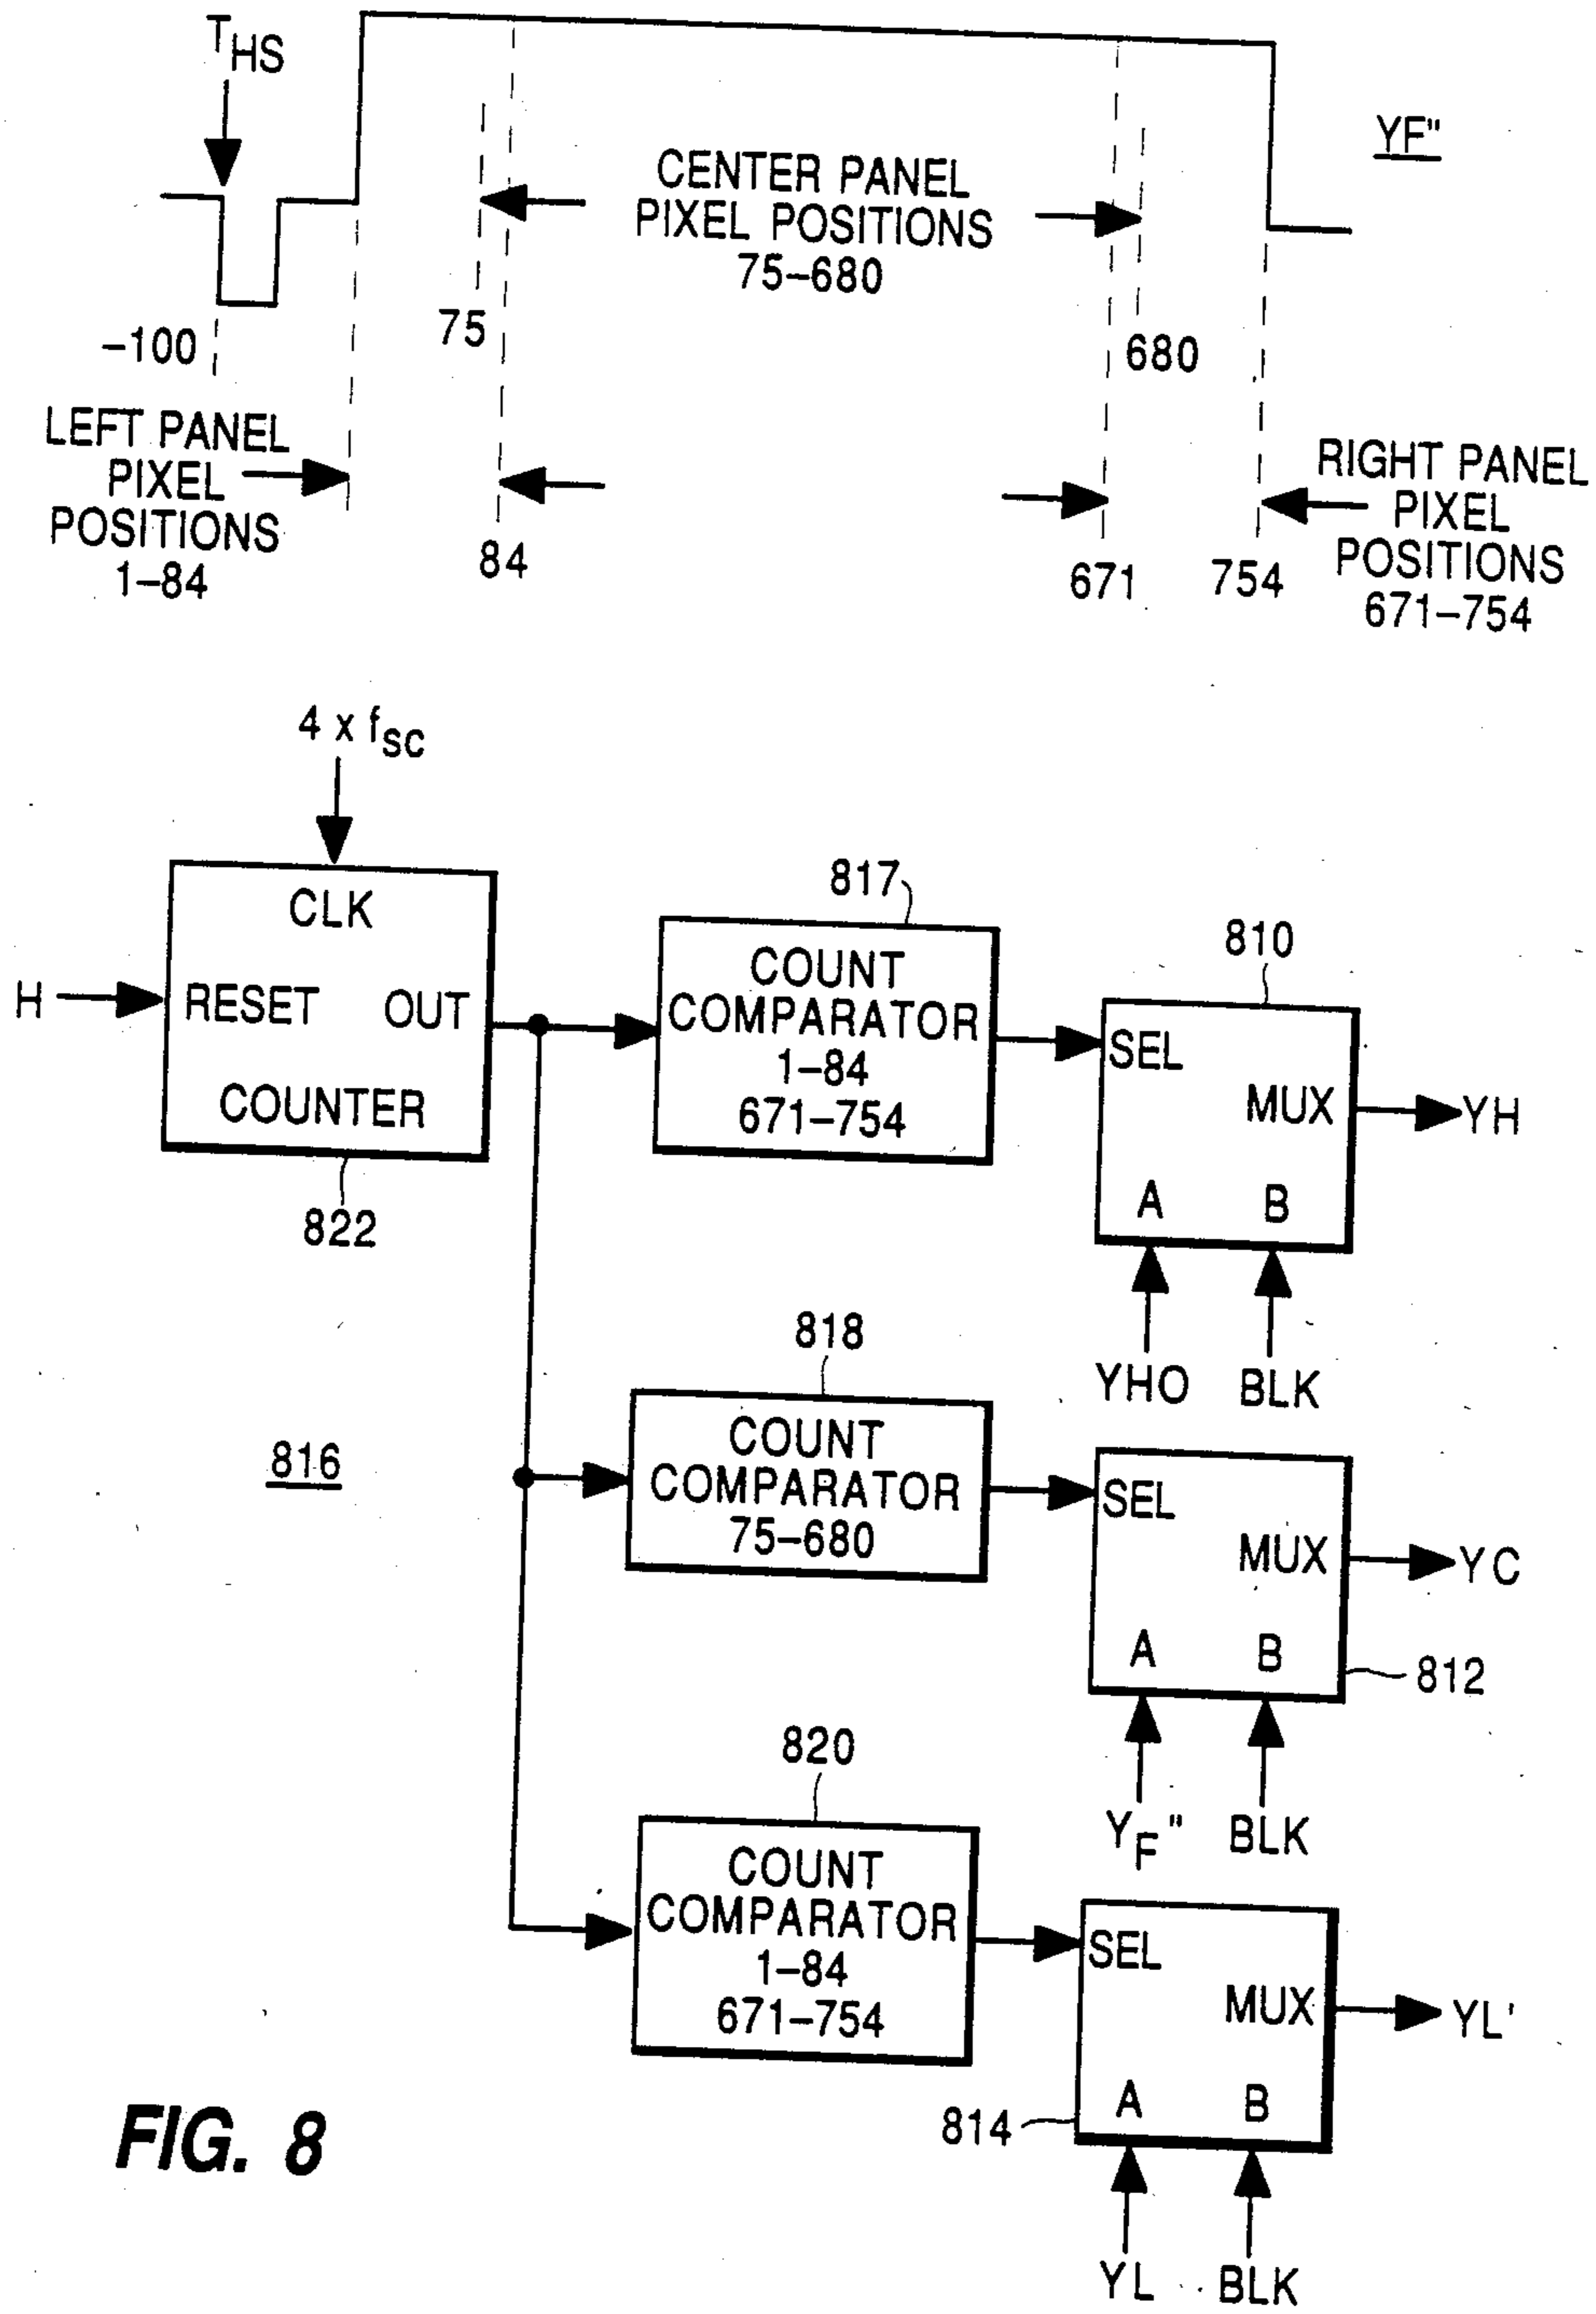 THS
YF"
CENTER PANEL
PIXEL POSITIONS
75–680
-100
75
680
LEFT PANEL
PIXEL
POSITIONS
1–84
84
671
754
RIGHT PANEL
PIXEL
POSITIONS
671–754
4 x fsc
CLK
H
RESET OUT
COUNTER
822
817
COUNT
COMPARATOR
1–84
671–754
810
SEL
MUX
YH
A B
YHO BLK
816
818
COUNT
COMPARATOR
75–680
SEL
MUX
YC
A B
812
YF" BLK
820
COUNT
COMPARATOR
1–84
671–754
SEL
MUX
YL'
A B
814
YL BLK
FIG. 8